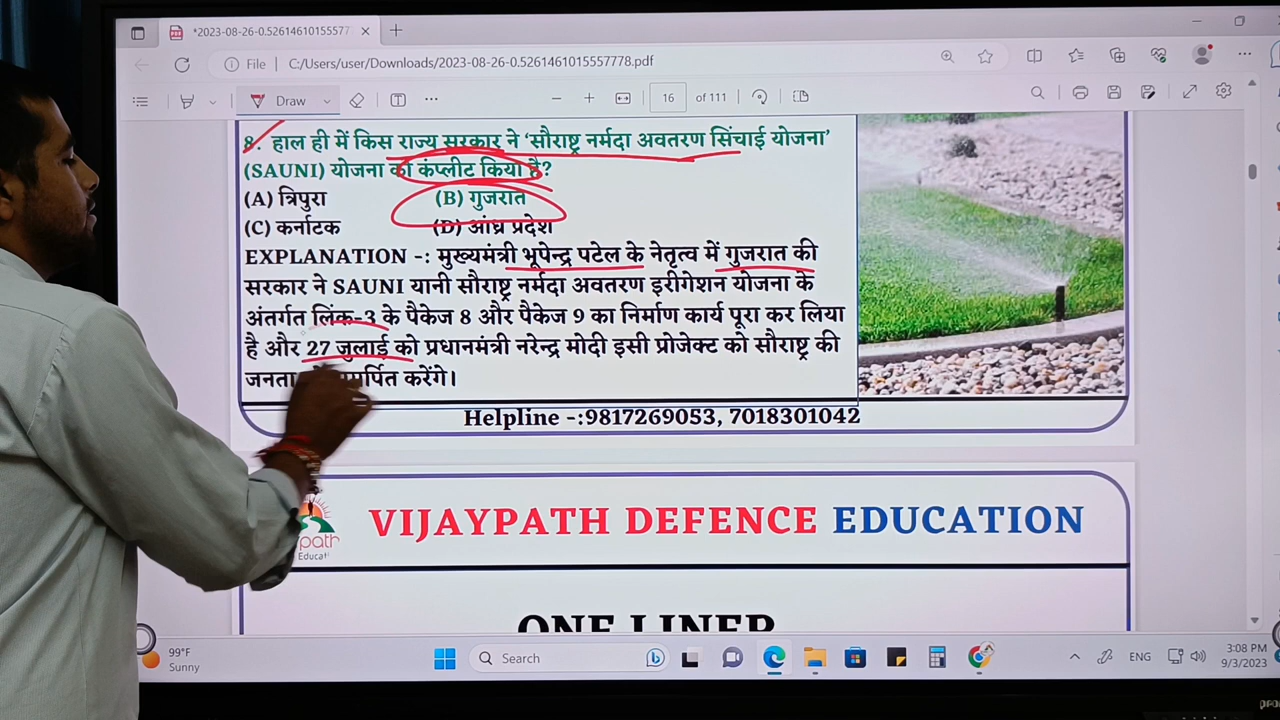 *2023-08-26-0.52614610155577
File
C:/Users/user/Downloads/2023-08-26-0.5261461015557778.pdf
Draw
16 of 111
8. हाल ही में किस राज्य सरकार ने ‘सौराष्ट्र नर्मदा अवतरण सिंचाई योजना’
(SAUNI) योजना को कंप्लीट किया है?
(A) त्रिपुरा (B) गुजरात
(C) कर्नाटक (D) आंध्र प्रदेश
EXPLANATION -: मुख्यमंत्री भूपेन्द्र पटेल के नेतृत्व में गुजरात की
सरकार ने SAUNI यानी सौराष्ट्र नर्मदा अवतरण इरीगेशन योजना के
अंतर्गत लिंक-3 के पैकेज 8 और पैकेज 9 का निर्माण कार्य पूरा कर लिया
है और 27 जुलाई को प्रधानमंत्री नरेन्द्र मोदी इसी प्रोजेक्ट को सौराष्ट्र की
जनता करेंगे।
Helpline -:9817269053, 7018301042
VIJAYPATH DEFENCE EDUCATION
ONE LINER
99°F
Sunny
Search
ENG
3:08 PM
9/3/2023